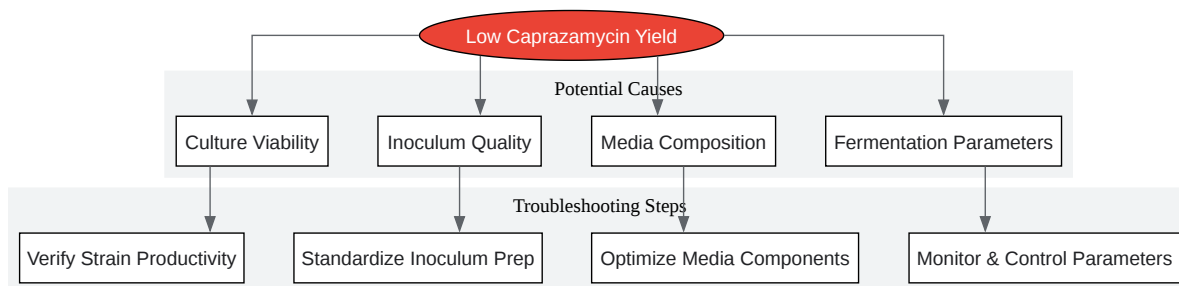 Low Caprazamycin Yield
Potential Causes
Culture Viability
Inoculum Quality
Media Composition
Fermentation Parameters
Troubleshooting Steps
Verify Strain Productivity
Standardize Inoculum Prep
Optimize Media Components
Monitor & Control Parameters